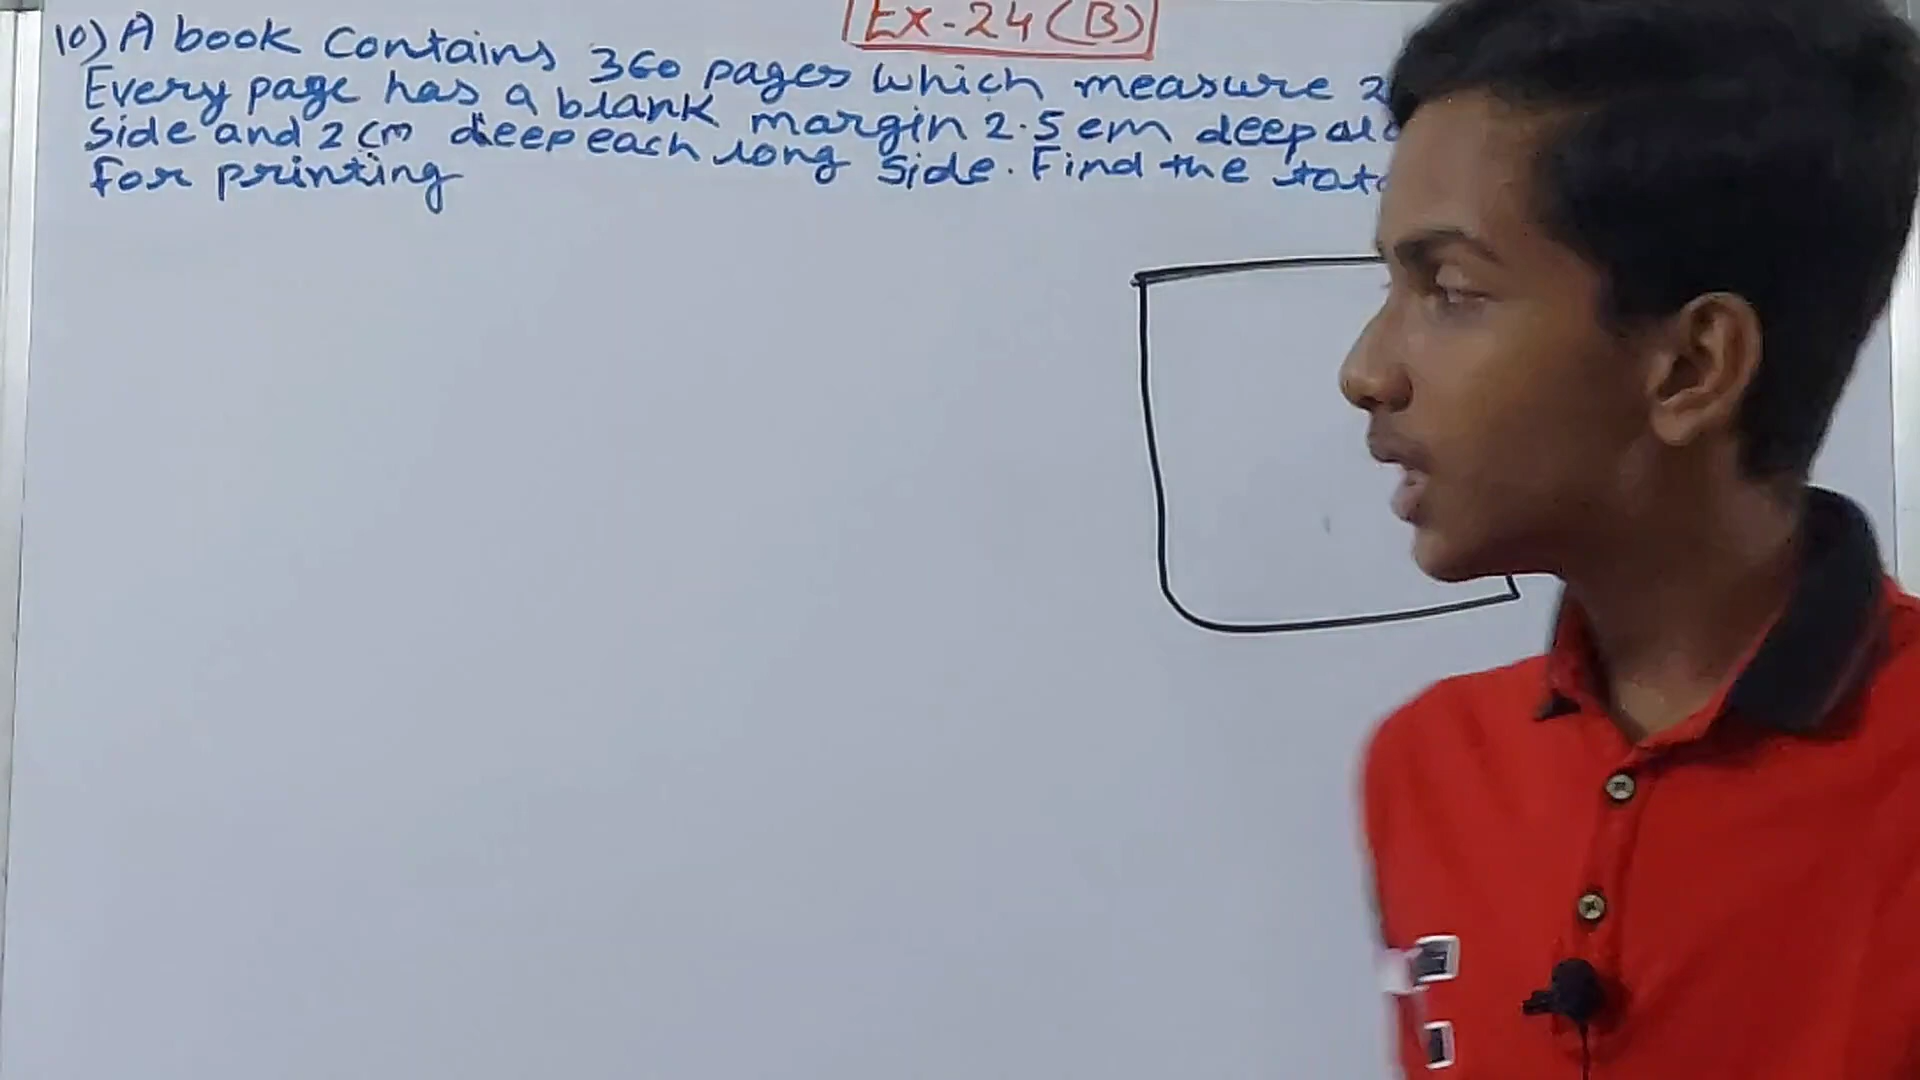 Ex-24(B)
10) A book contains 360 pages which measure 2
Every page has a blank margin 2.5 cm deep
Side and 2 cm deep each long side. Find the
for printing